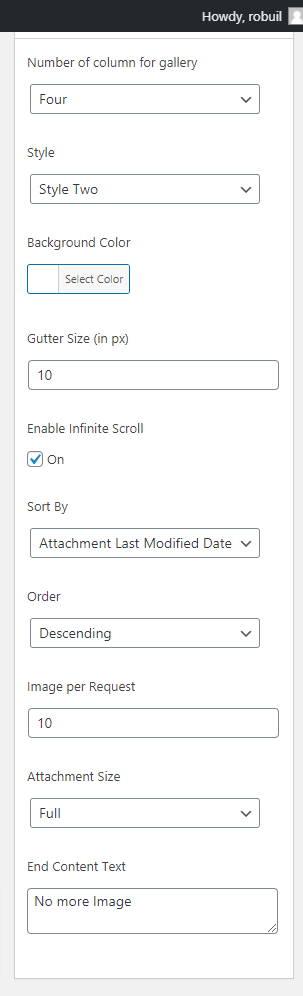 Howdy, robuil
Number of column for gallery
Four
Style
Style Two
Background Color
Select Color
Gutter Size (in px)
10
Enable Infinite Scroll
On
Sort By
Attachment Last Modified Date
Order
Descending
Image per Request
10
Attachment Size
Full
End Content Text
No more Image